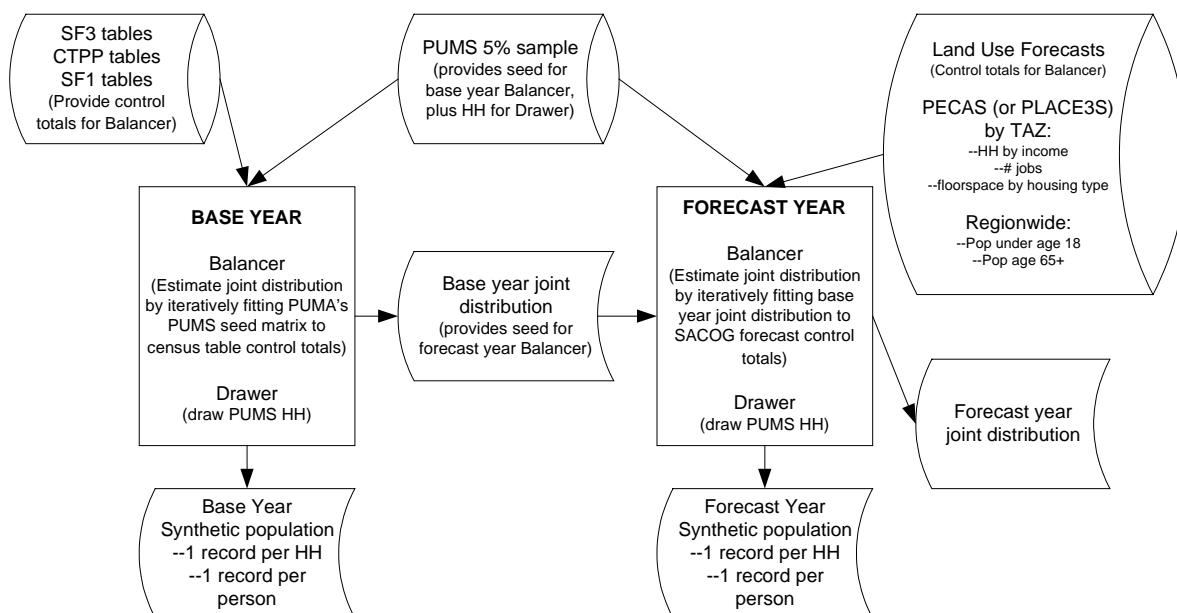 SF3 tables
CTPP tables
SF1 tables
(Provide control
totals for Balancer)
PUMS 5% sample
(provides seed for
base year Balancer,
plus HH for Drawer)
Land Use Forecasts
(Control totals for Balancer)
PECAS (or PLACE3S)
by TAZ:
--HH by income
--# jobs
--floorspace by housing type
Regionwide:
--Pop under age 18
--Pop age 65+
BASE YEAR
Balancer
(Estimate joint distribution
by iteratively fitting PUMA's
PUMS seed matrix to
census table control totals)
Drawer
(draw PUMS HH)
Base year joint
distribution
(provides seed for
forecast year Balancer)
FORECAST YEAR
Balancer
(Estimate joint distribution
by iteratively fitting base
year joint distribution to
SACOG forecast control
totals)
Drawer
(draw PUMS HH)
Forecast year
joint distribution
Base Year
Synthetic population
--1 record per HH
--1 record per
person
Forecast Year
Synthetic population
--1 record per HH
--1 record per
person